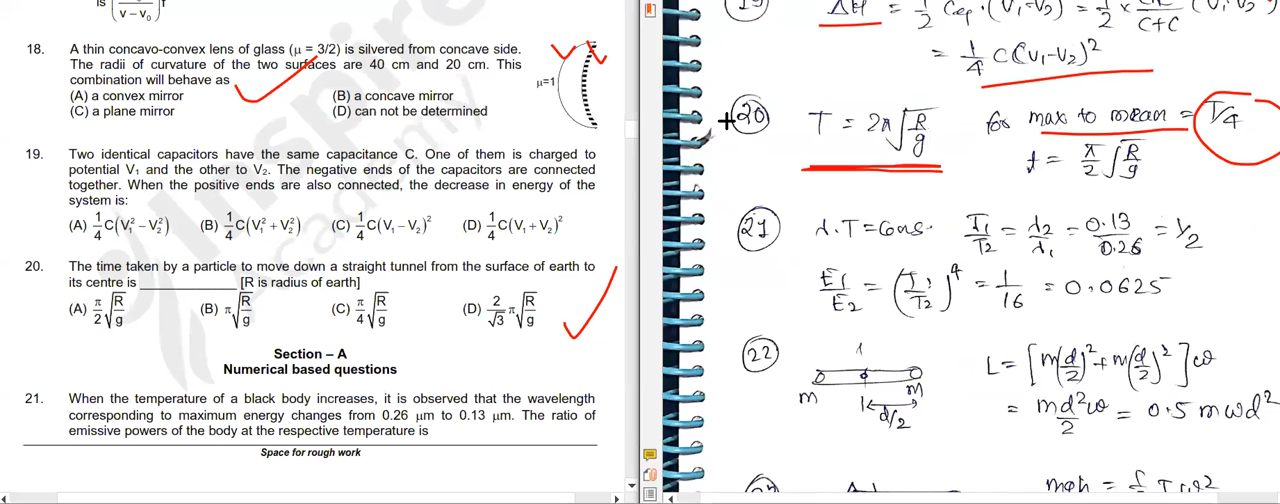 is (     / V – V₀) f
18. A thin concavo-convex lens of glass (μ = 3/2) is silvered from concave side.
The radii of curvature of the two surfaces are 40 cm and 20 cm. This
combination will behave as
(A) a convex mirror (B) a concave mirror
(C) a plane mirror (D) can not be determined
μ=1
19. Two identical capacitors have the same capacitance C. One of them is charged to
potential V₁ and the other to V₂. The negative ends of the capacitors are connected
together. When the positive ends are also connected, the decrease in energy of the
system is:
(A) 1/4 C(V₁² – V₂²) (B) 1/4 C(V₁² + V₂²) (C) 1/4 C(V₁ – V₂)² (D) 1/4 C(V₁ + V₂)²
20. The time taken by a particle to move down a straight tunnel from the surface of earth to
its centre is ____________ [R is radius of earth]
(A) π/2 √(R/g) (B) π√(R/g) (C) π/4 √(R/g) (D) 2/√3 π√(R/g)
Section – A
Numerical based questions
21. When the temperature of a black body increases, it is observed that the wavelength
corresponding to maximum energy changes from 0.26 μm to 0.13 μm. The ratio of
emissive powers of the body at the respective temperature is
Space for rough work
Inspire
Academy
= 1/4 C(V₁–V₂)²
20 T = 2π√(R/g) for max to mean = T/4
t = π/2 √(R/g)
21 λ.T = Cons. T₁/T₂ = λ₂/λ₁ = 0.13/0.26 = 1/2
E₁/E₂ = (T₁/T₂)⁴ = 1/16 = 0.0625
22 L = [m(d/2)² + m(d/2)²] ω
m m d/2
= md²ω/2 = 0.5 mωd²